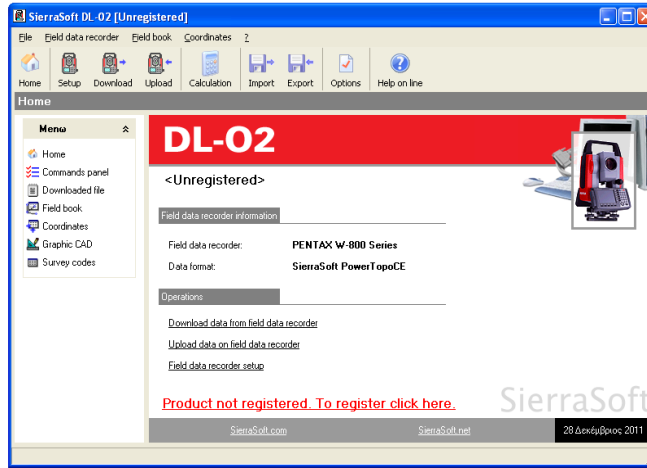 SierraSoft DL-02 [Unregistered]
File Field data recorder Field book Coordinates ?
Home Setup Download Upload Calculation Import Export Options Help on line
Home
Μενω
Home
Commands panel
Downloaded file
Field book
Coordinates
Graphic CAD
Survey codes
DL-02
<Unregistered>
Field data recorder information
Field data recorder: PENTAX W-800 Series
Data format: SierraSoft PowerTopoCE
Operations
Download data from field data recorder
Upload data on field data recorder
Field data recorder setup
Product not registered. To register click here.
SierraSoft
SierraSoft.com SierraSoft.net 28 Δεκέμβριος 2011